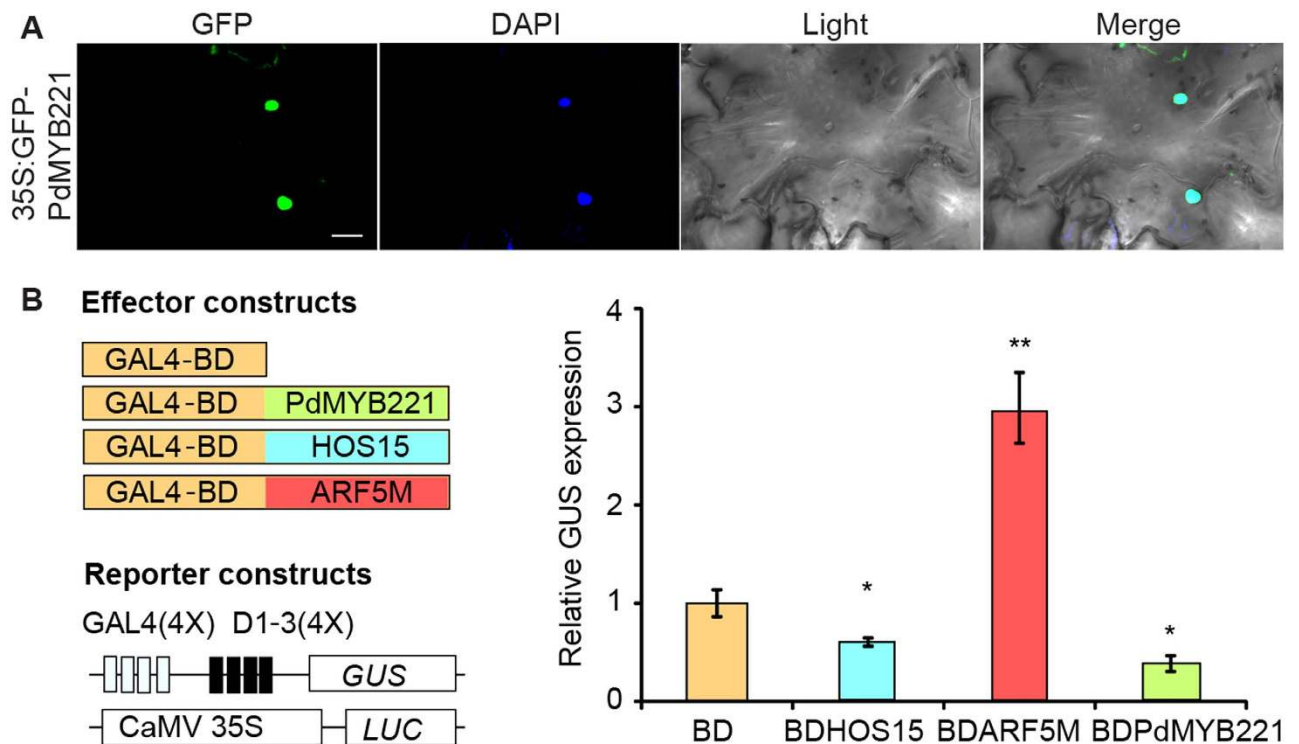 A
GFP
DAPI
Light
Merge
35S:GFP-
PdMYB221
B
Effector constructs
GAL4-BD
GAL4-BD PdMYB221
GAL4-BD HOS15
GAL4-BD ARF5M
Reporter constructs
GAL4(4X) D1-3(4X)
GUS
CaMV 35S LUC
Relative GUS expression
4
3
2
1
0
*
**
*
BD BDHOS15 BDARF5M BDPdMYB221